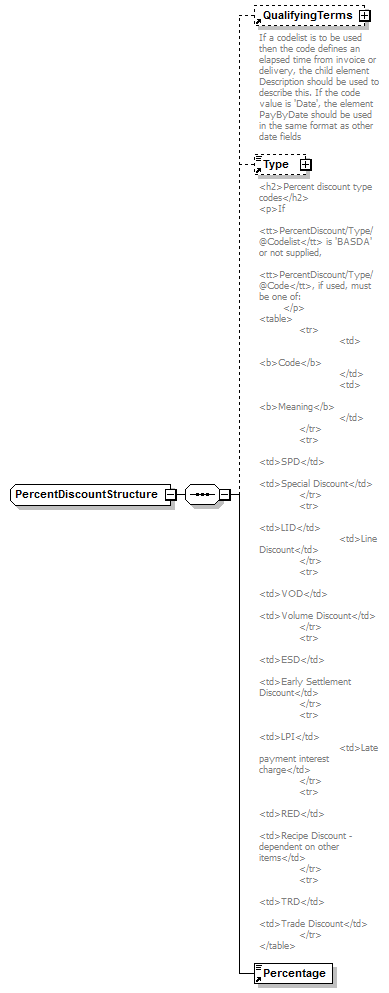 QualifyingTerms
If a codelist is to be used
then the code defines an
elapsed time from invoice or
delivery, the child element
Description should be used to
describe this. If the code
value is 'Date', the element
PayByDate should be used
in the same format as other
date fields
Type
<h2>Percent discount type
codes</h2>
<p>If
<tt>PercentDiscount/Type/
@Codelist</tt> is 'BASDA'
or not supplied,
<tt>PercentDiscount/Type/
@Code</tt>, if used, must
be one of:
</p>
<table>
<tr>
<td>
<b>Code</b>
</td>
<td>
<b>Meaning</b>
</td>
</tr>
<tr>
<td>SPD</td>
<td>Special Discount</td>
</tr>
<tr>
<td>LID</td>
<td>Line
Discount</td>
</tr>
<tr>
<td>VOD</td>
<td>Volume Discount</td>
</tr>
<tr>
<td>ESD</td>
<td>Early Settlement
Discount</td>
</tr>
<tr>
<td>LPI</td>
<td>Late
payment interest
charge</td>
</tr>
<tr>
<td>RED</td>
<td>Recipe Discount -
dependent on other
items</td>
</tr>
<tr>
<td>TRD</td>
<td>Trade Discount</td>
</tr>
</table>
PercentDiscountStructure
Percentage